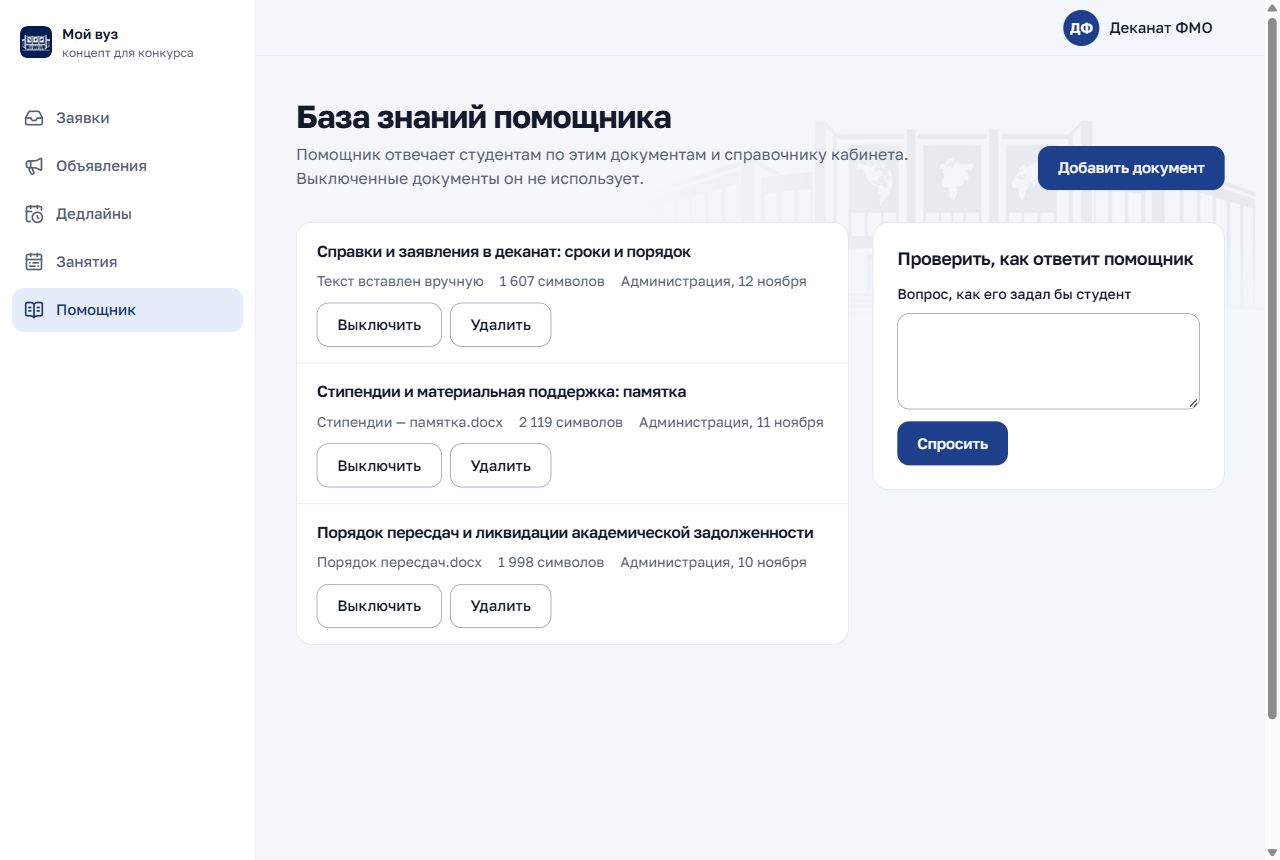 Мой вуз
концепт для конкурса
Заявки
Объявления
Дедлайны
Занятия
Помощник
ДФ Деканат ФМО
База знаний помощника
Помощник отвечает студентам по этим документам и справочнику кабинета.
Выключенные документы он не использует.
Добавить документ
Справки и заявления в деканат: сроки и порядок
Текст вставлен вручную 1 607 символов Администрация, 12 ноября
Выключить Удалить
Стипендии и материальная поддержка: памятка
Стипендии — памятка.docx 2 119 символов Администрация, 11 ноября
Выключить Удалить
Порядок пересдач и ликвидации академической задолженности
Порядок пересдач.docx 1 998 символов Администрация, 10 ноября
Выключить Удалить
Проверить, как ответит помощник
Вопрос, как его задал бы студент
Спросить